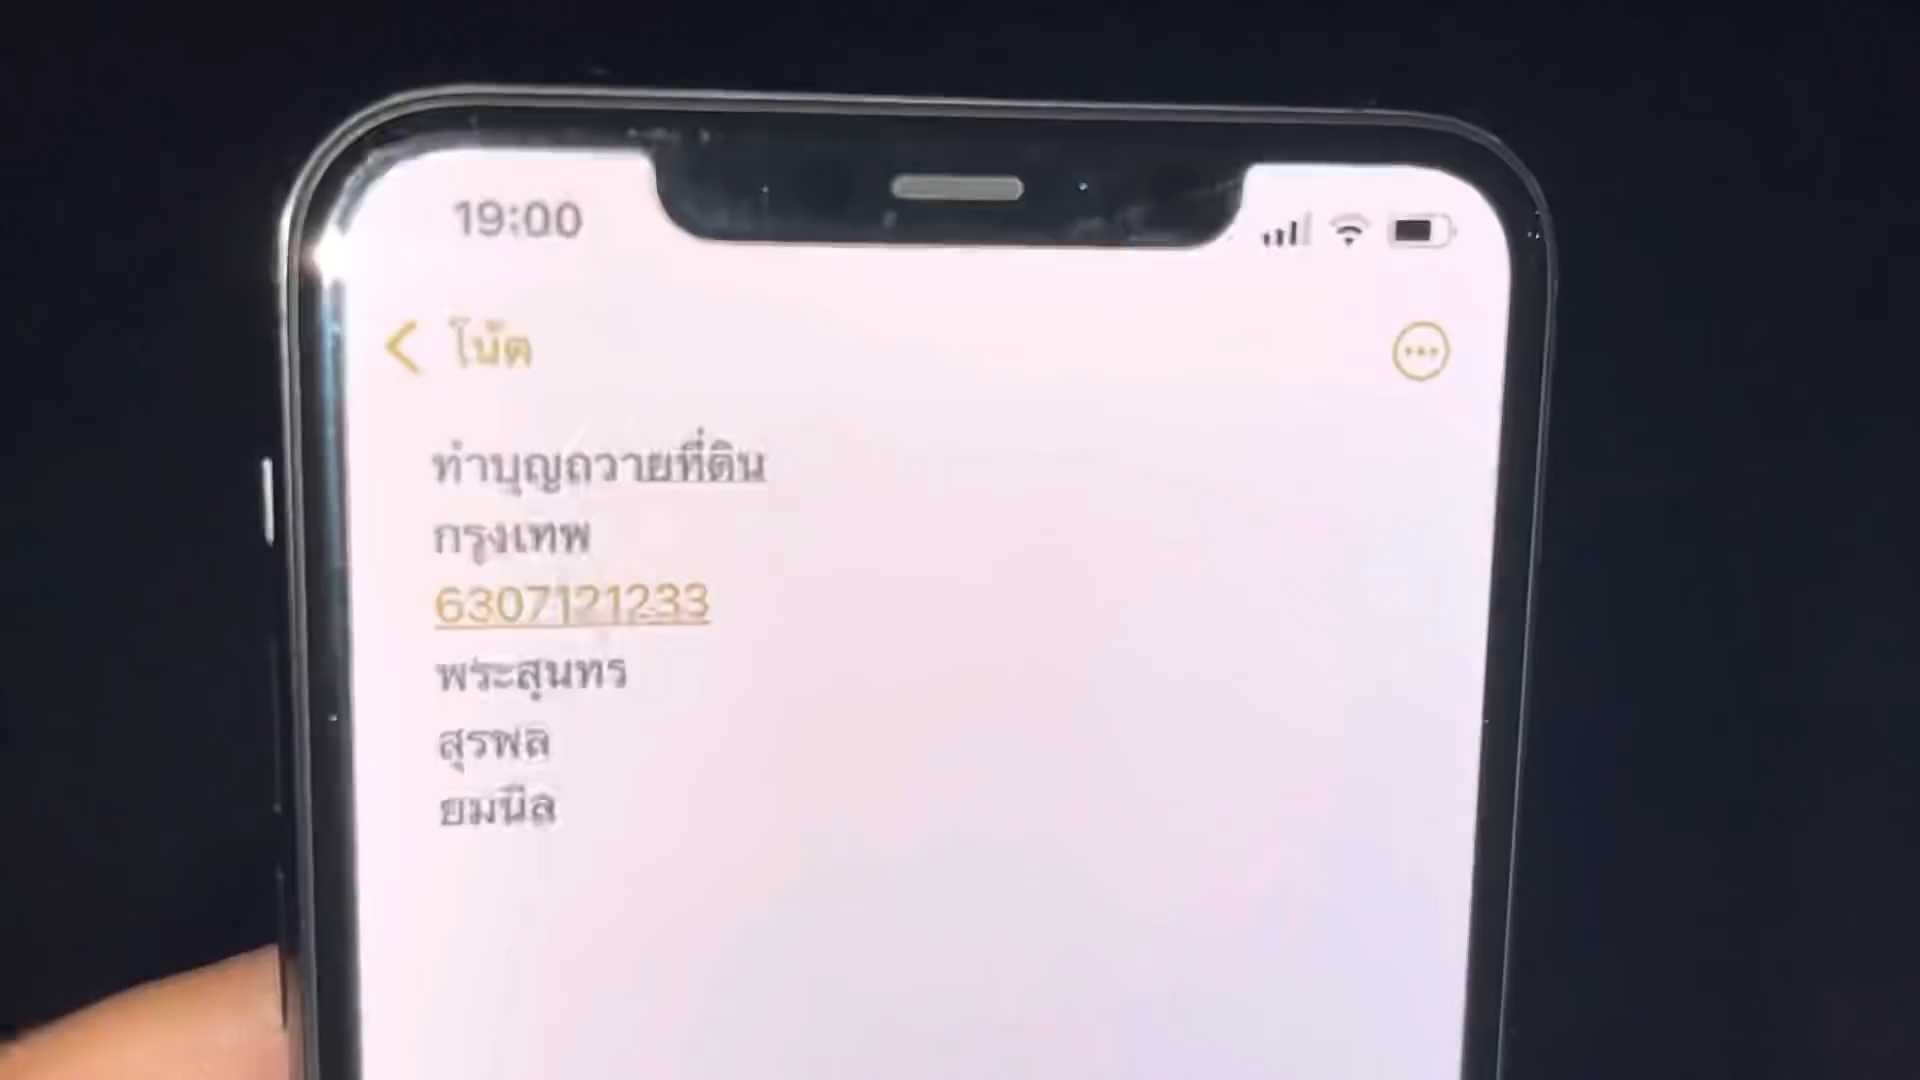 19:00
โน้ต
ทำบุญถวายที่ดิน
กรุงเทพ
6307121233
พระสุนทร
สุรพล
ยมนิล